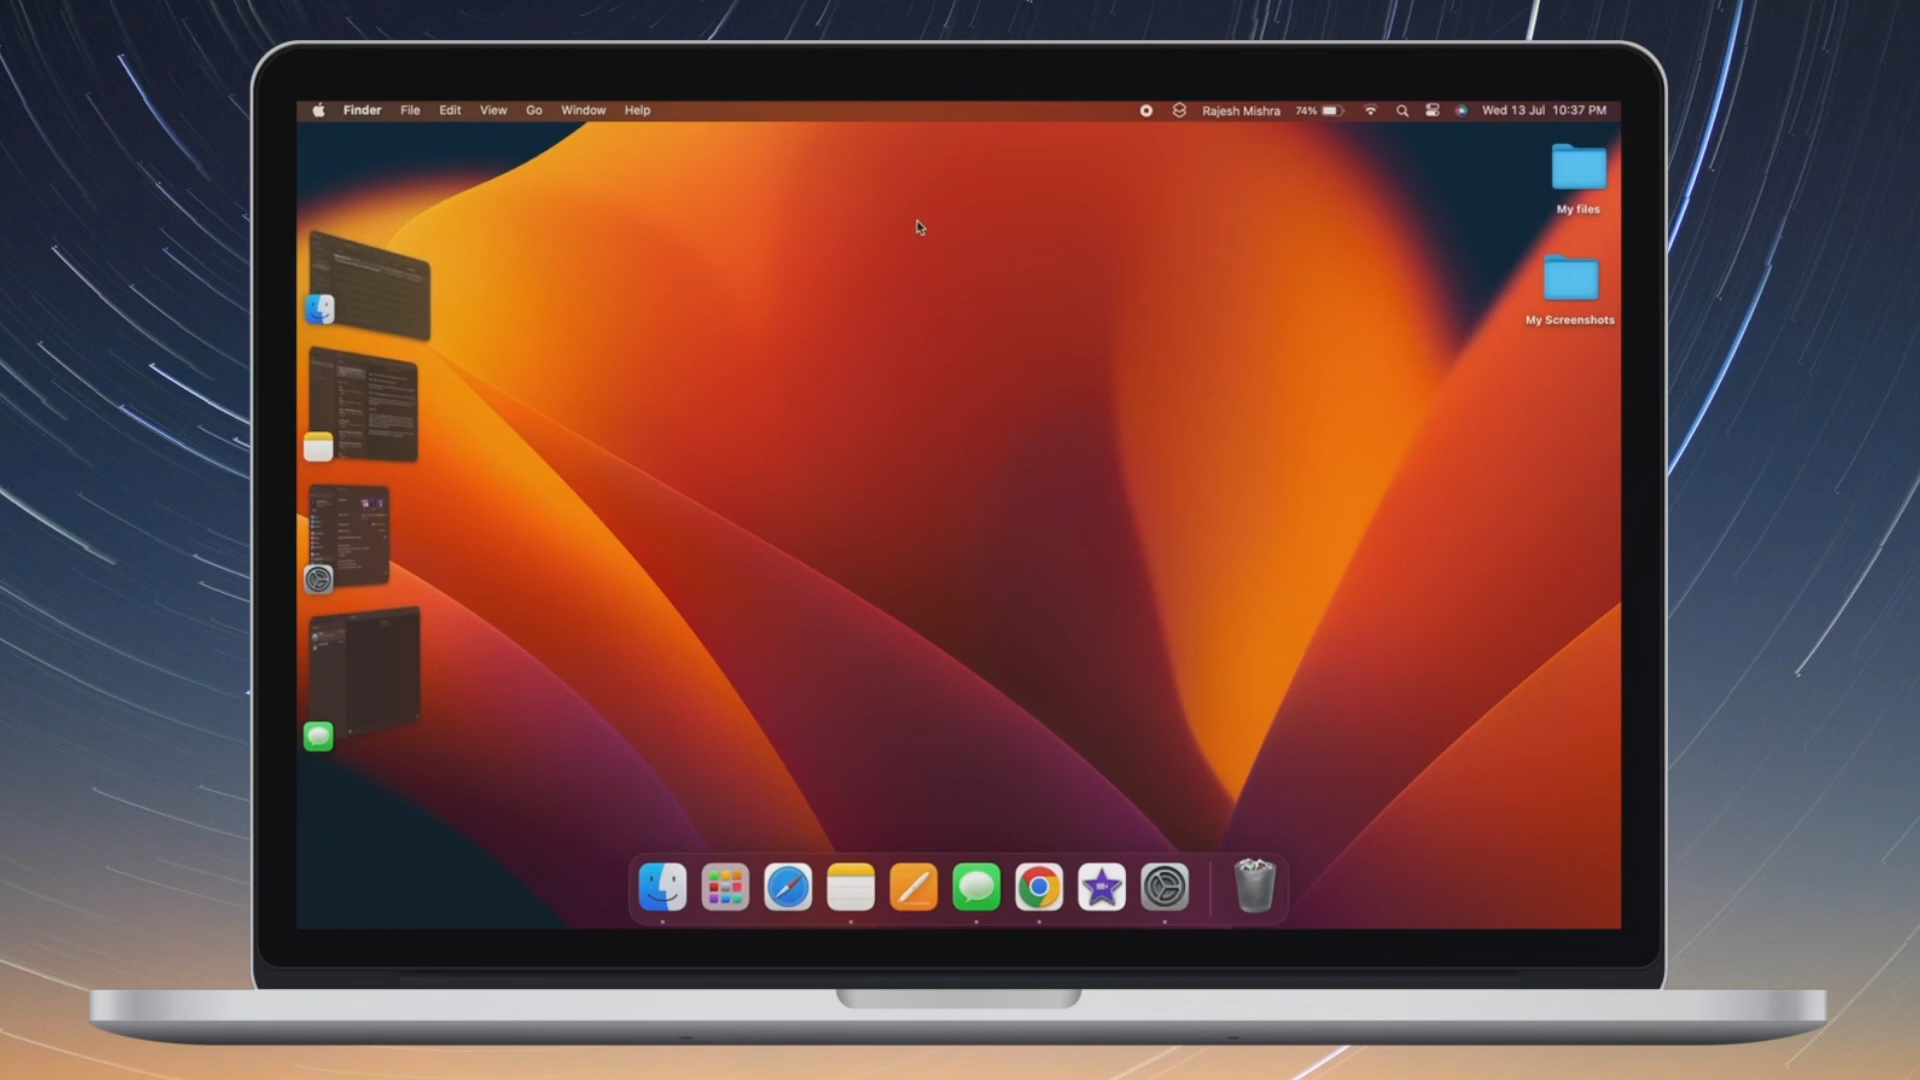 Finder File Edit View Go Window Help Rajesh Mishra 74% Wed 13 Jul 10:37 PM
My files
My Screenshots